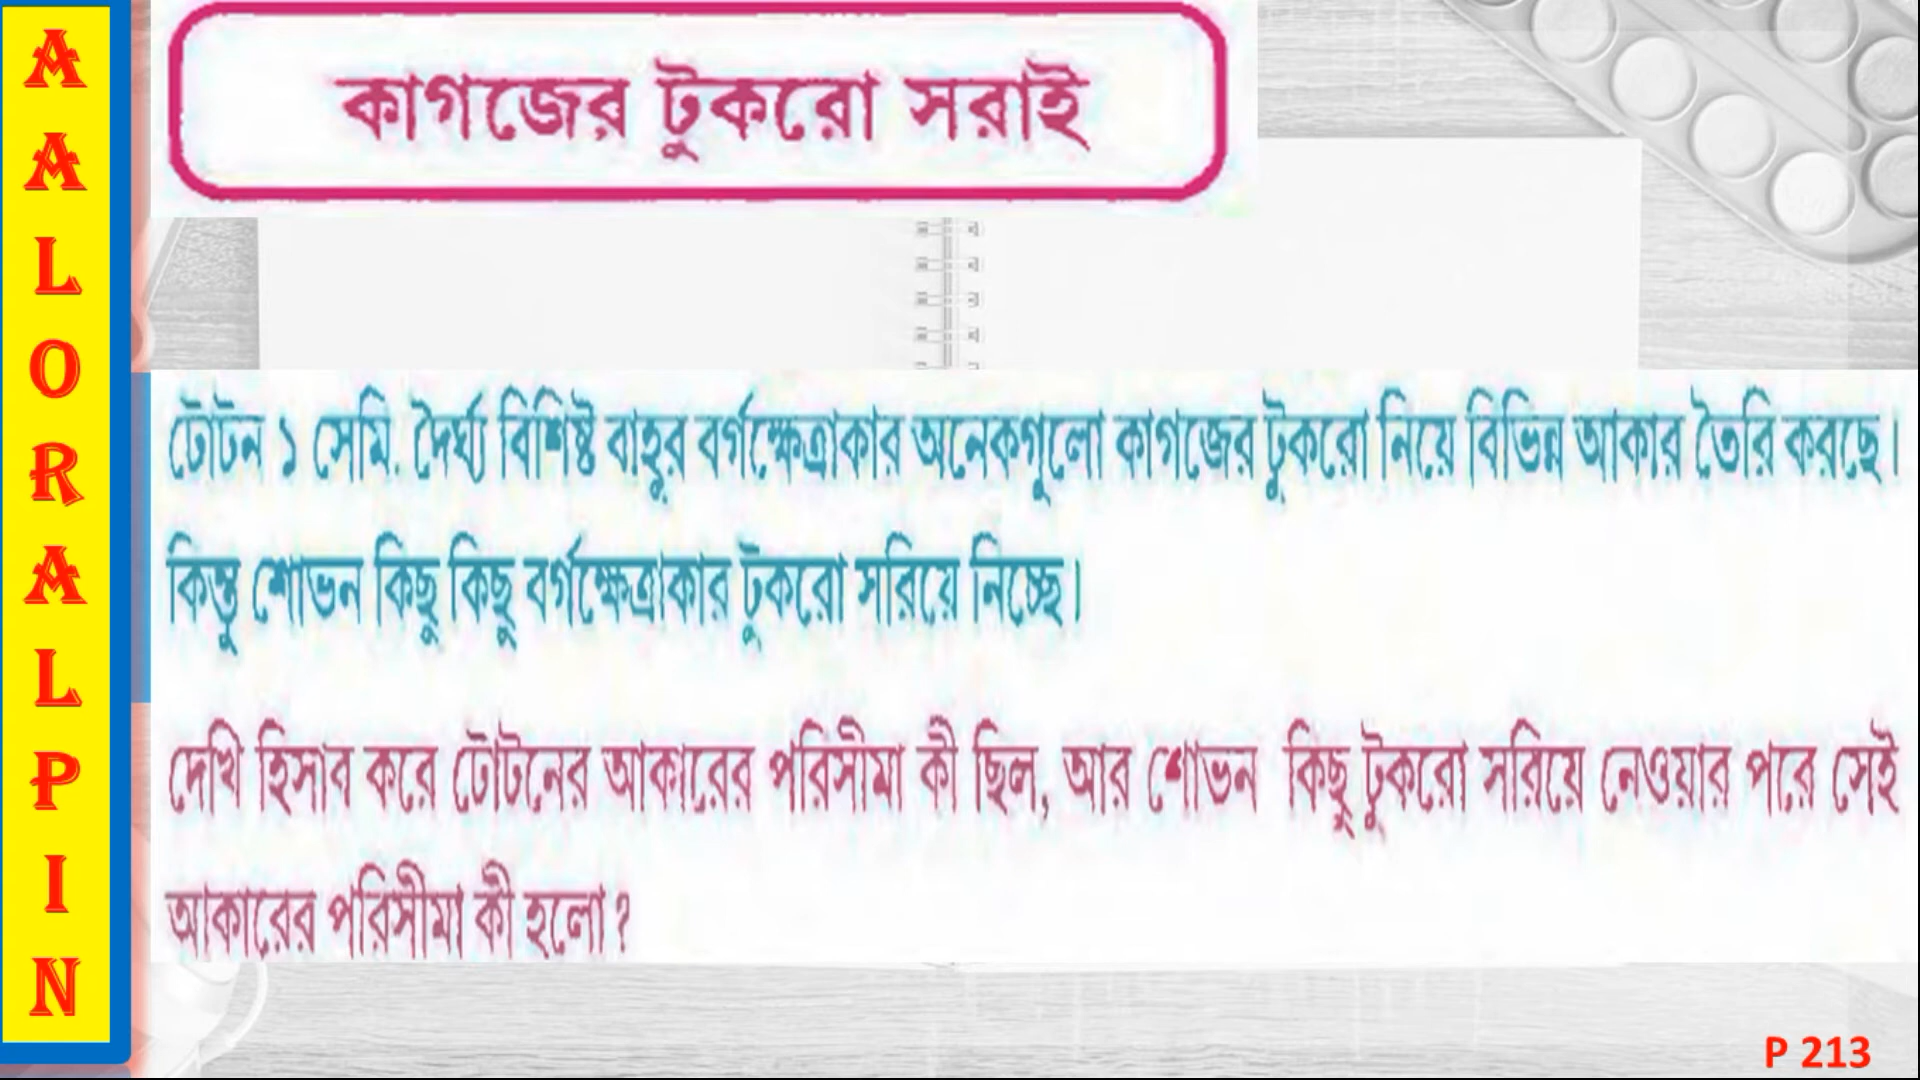 AALORALPIN
কাগজের টুকরো সরাই
টোটন ১ সেমি. দৈর্ঘ্য বিশিষ্ট বাহুর বর্গক্ষেত্রাকার অনেকগুলো কাগজের টুকরো নিয়ে বিভিন্ন আকার তৈরি করছে।
কিন্তু শোভন কিছু কিছু বর্গক্ষেত্রাকার টুকরো সরিয়ে নিচ্ছে।
দেখি হিসাব করে টোটনের আকারের পরিসীমা কী ছিল, আর শোভন কিছু টুকরো সরিয়ে নেওয়ার পরে সেই
আকারের পরিসীমা কী হলো?
P 213